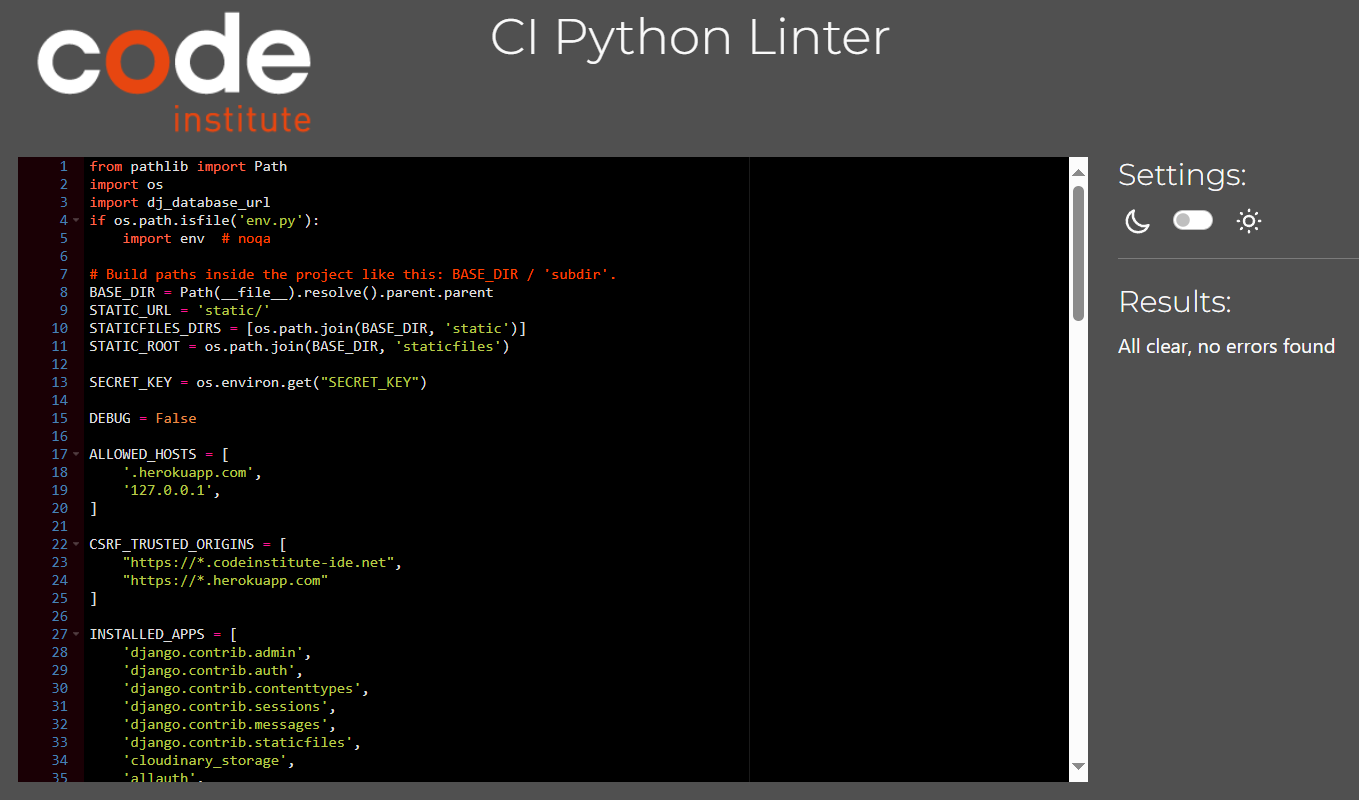 code
institute
CI Python Linter
1 from pathlib import Path
2 import os
3 import dj_database_url
4 if os.path.isfile('env.py'):
5     import env  # noqa
6
7 # Build paths inside the project like this: BASE_DIR / 'subdir'.
8 BASE_DIR = Path(__file__).resolve().parent.parent
9 STATIC_URL = 'static/'
10 STATICFILES_DIRS = [os.path.join(BASE_DIR, 'static')]
11 STATIC_ROOT = os.path.join(BASE_DIR, 'staticfiles')
12
13 SECRET_KEY = os.environ.get("SECRET_KEY")
14
15 DEBUG = False
16
17 ALLOWED_HOSTS = [
18     '.herokuapp.com',
19     '127.0.0.1',
20 ]
21
22 CSRF_TRUSTED_ORIGINS = [
23     "https://*.codeinstitute-ide.net",
24     "https://*.herokuapp.com"
25 ]
26
27 INSTALLED_APPS = [
28     'django.contrib.admin',
29     'django.contrib.auth',
30     'django.contrib.contenttypes',
31     'django.contrib.sessions',
32     'django.contrib.messages',
33     'django.contrib.staticfiles',
34     'cloudinary_storage',
35     'allauth',
Settings:
Results:
All clear, no errors found